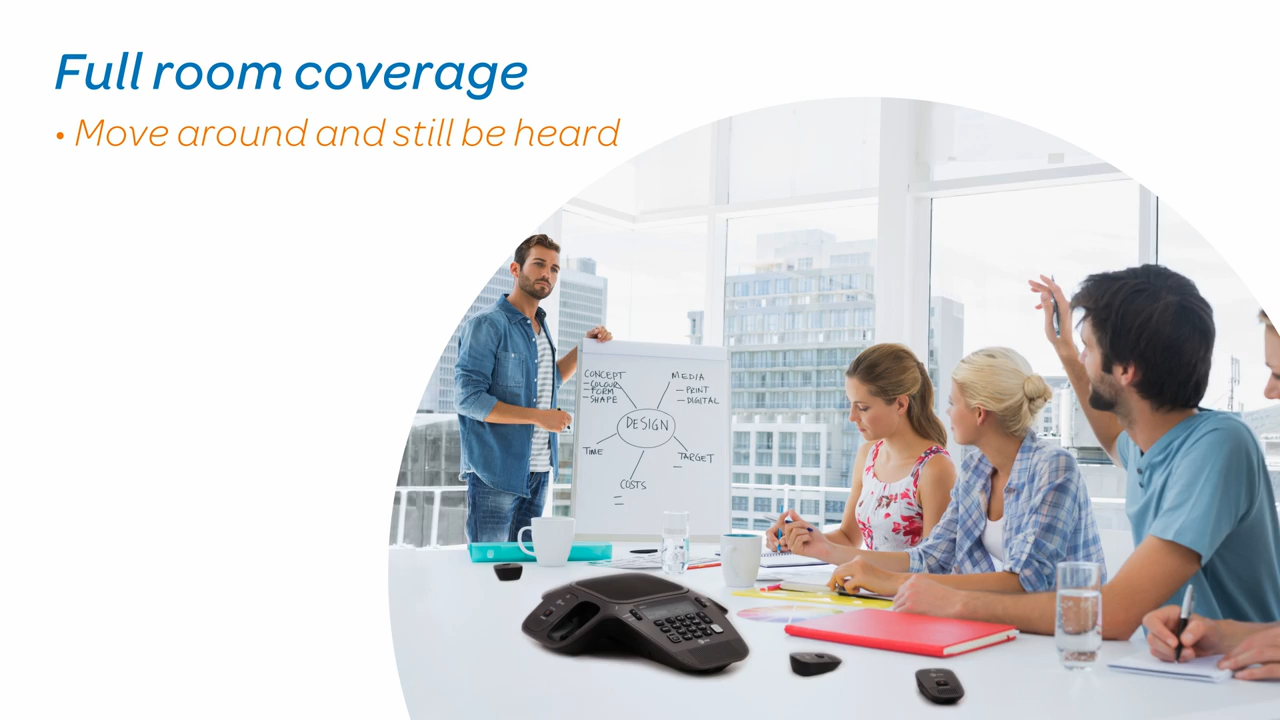 Full room coverage
• Move around and still be heard
CONCEPT
– COLOUR
– FORM
– SHAPE
MEDIA
– PRINT
– DIGITAL
DESIGN
TIME
TARGET
COSTS